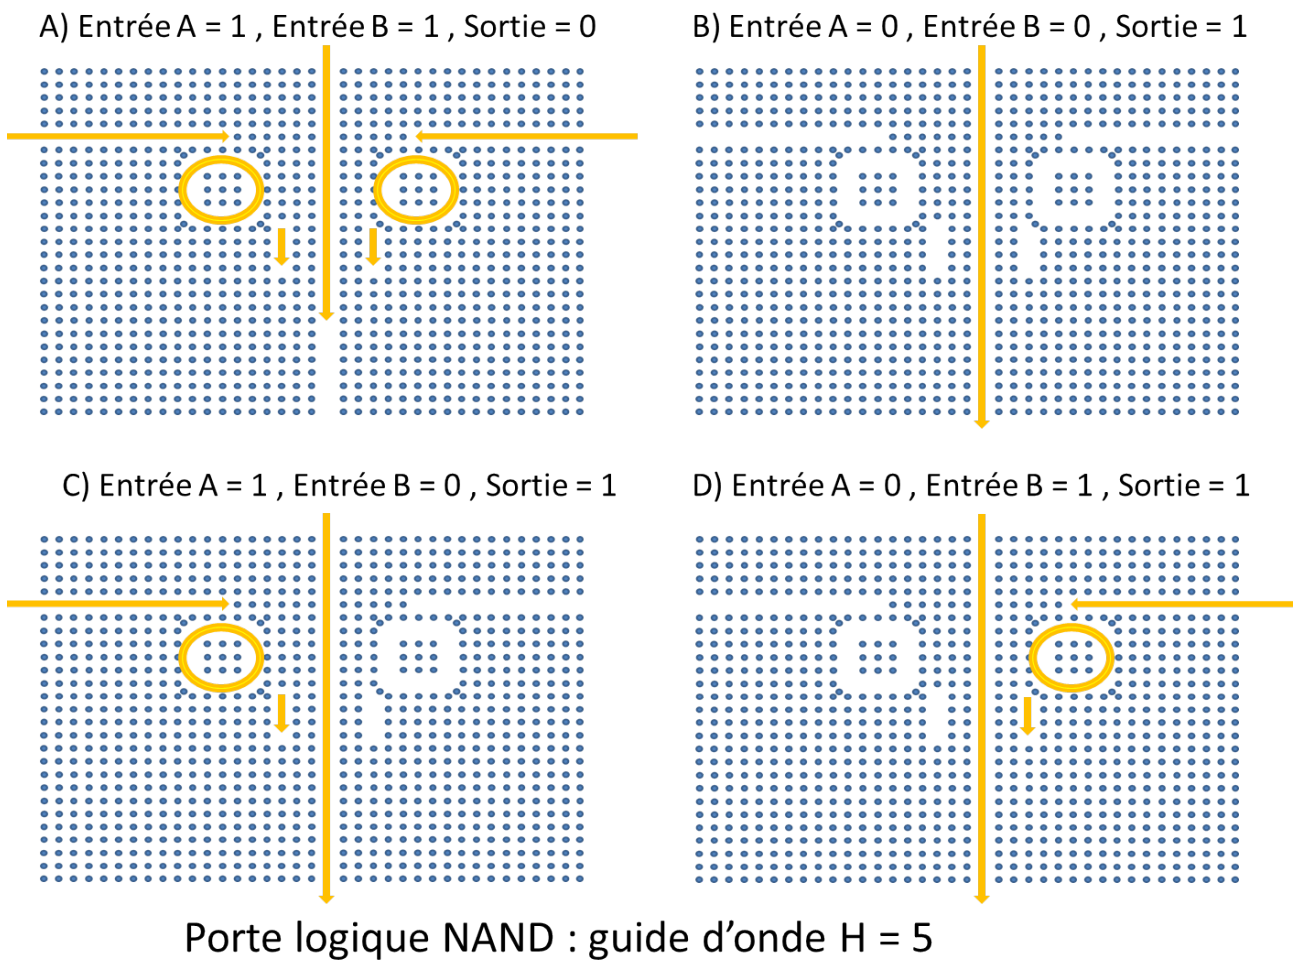 A) Entrée A = 1 , Entrée B = 1 , Sortie = 0
B) Entrée A = 0 , Entrée B = 0 , Sortie = 1
C) Entrée A = 1 , Entrée B = 0 , Sortie = 1
D) Entrée A = 0 , Entrée B = 1 , Sortie = 1
Porte logique NAND : guide d’onde H = 5